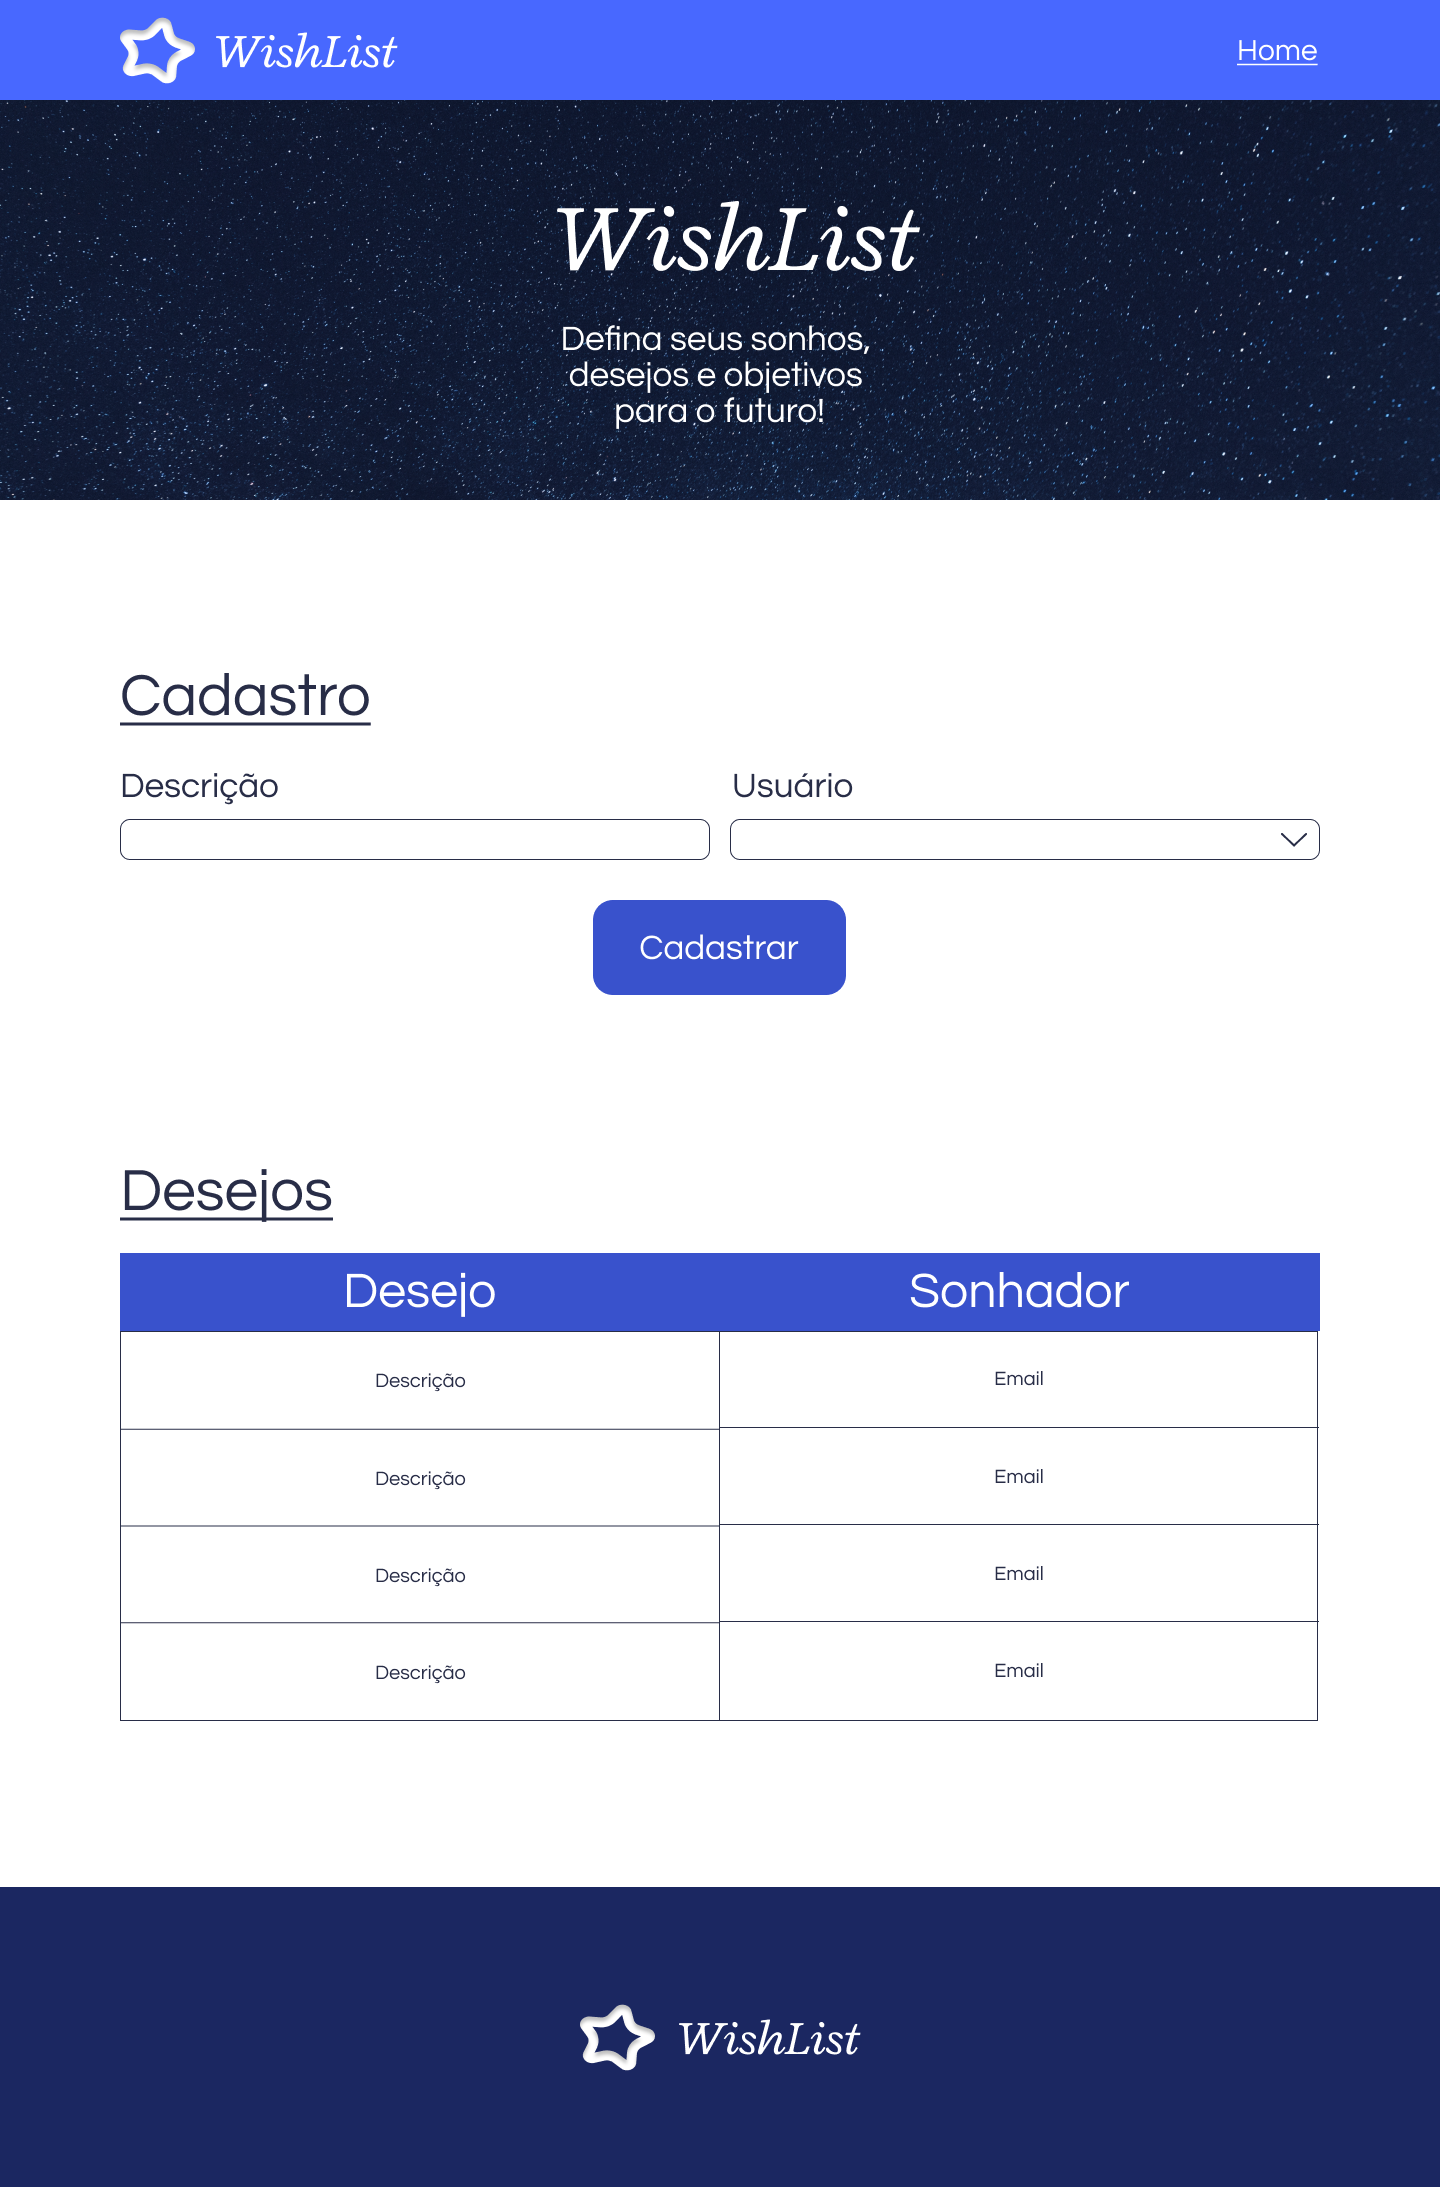 WishList
Home
WishList
Defina seus sonhos,
desejos e objetivos
para o futuro!
Cadastro
Descrição
Usuário
Cadastrar
Desejos
Desejo
Sonhador
Descrição
Email
Descrição
Email
Descrição
Email
Descrição
Email
WishList